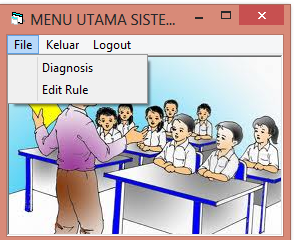 MENU UTAMA SISTE...
File Keluar Logout
Diagnosis
Edit Rule